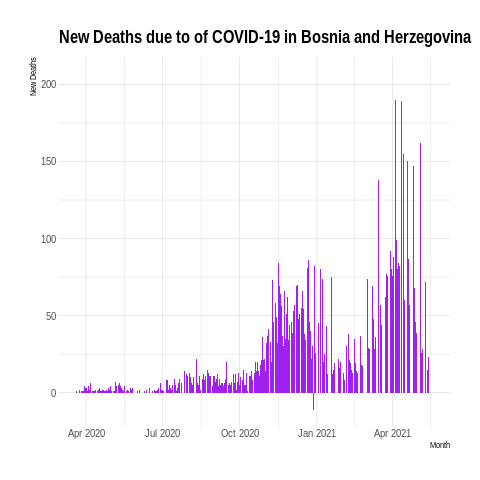 New Deaths due to of COVID-19 in Bosnia and Herzegovina
New Deaths
200
150
100
50
0
Apr 2020 Jul 2020 Oct 2020 Jan 2021 Apr 2021
Month